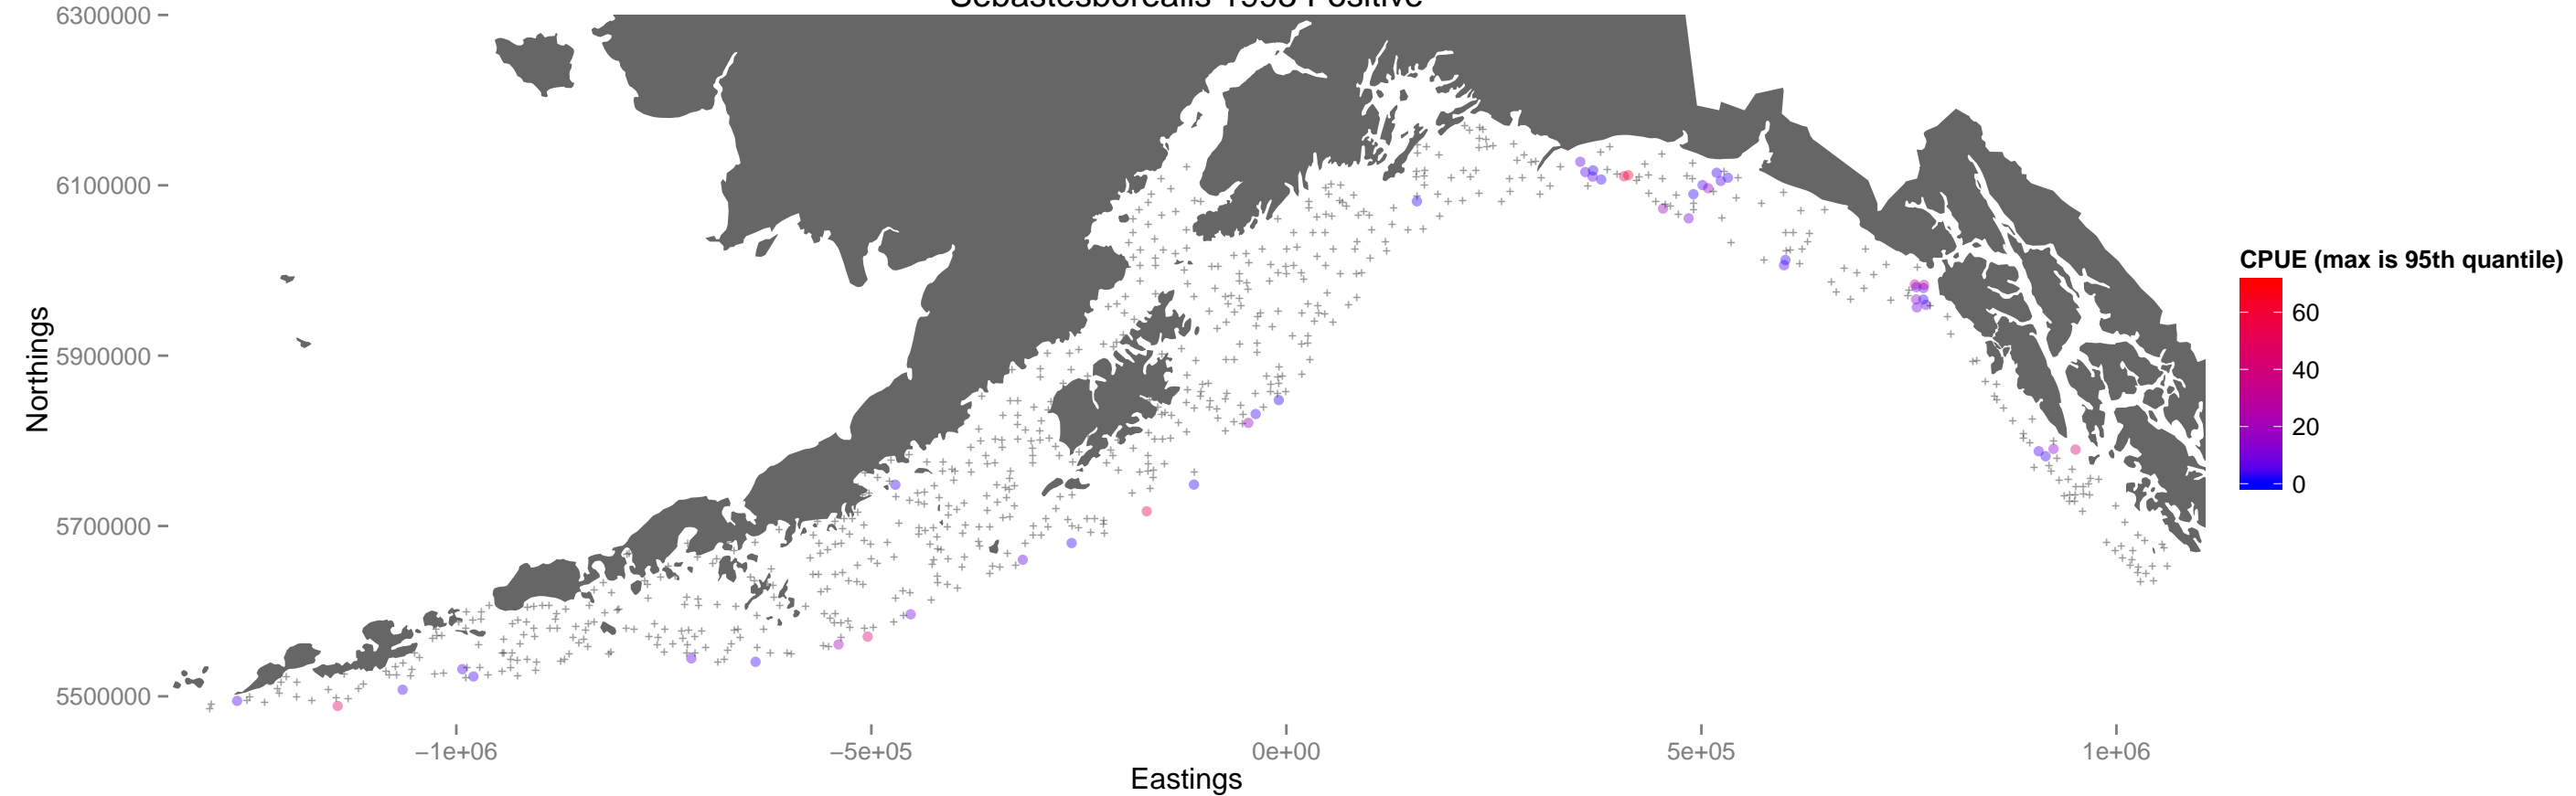 6300000
6100000
5900000
5700000
5500000
Northings
−1e+06
−5e+05
0e+00
5e+05
1e+06
Eastings
CPUE (max is 95th quantile)
60
40
20
0